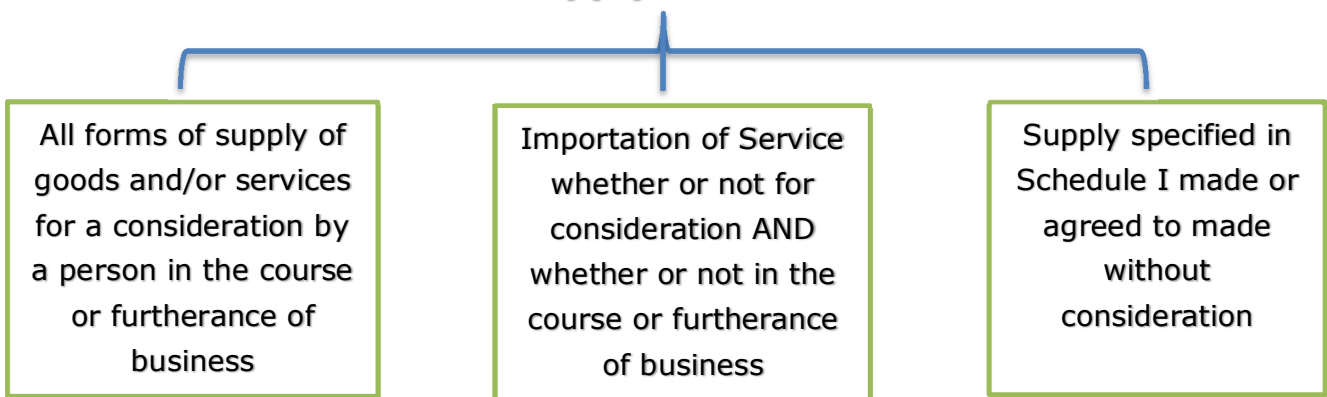 All forms of supply of
goods and/or services
for a consideration by
a person in the course
or furtherance of
business
Importation of Service
whether or not for
consideration AND
whether or not in the
course or furtherance
of business
Supply specified in
Schedule I made or
agreed to made
without
consideration